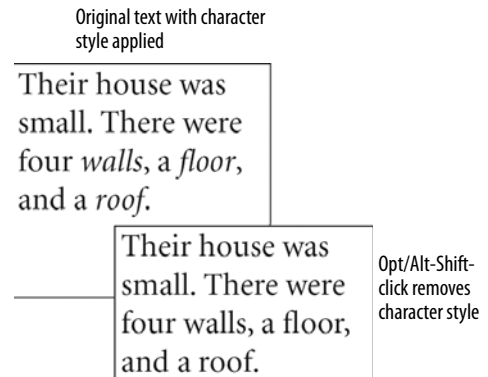 Original text with character
style applied
Their house was
small. There were
four walls, a floor,
and a roof.
Their house was
small. There were
four walls, a floor,
and a roof.
Opt/Alt-Shift-
click removes
character style